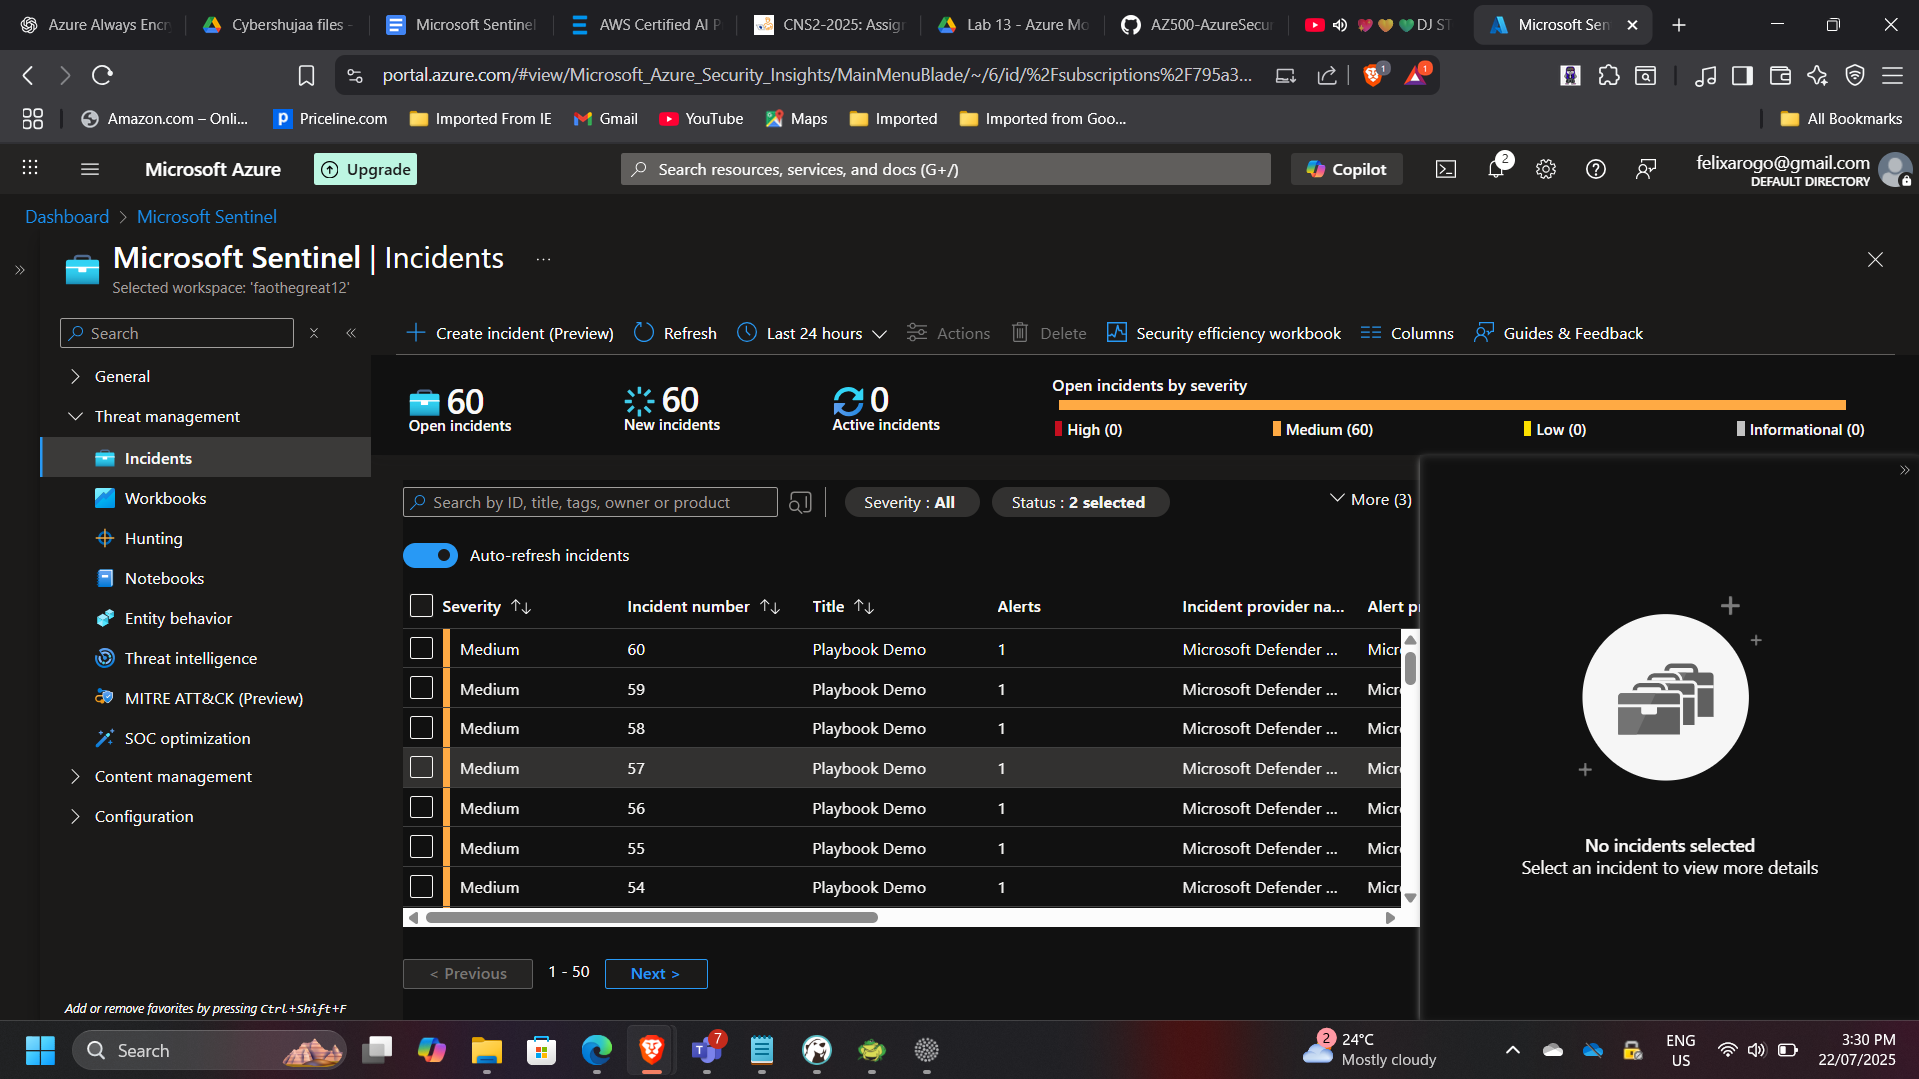 Azure Always Encr
Cybershujaa files -
Microsoft Sentinel
AWS Certified AI P
CNS2-2025: Assign
Lab 13 - Azure Mo
AZ500-AzureSecur
DJ ST
Microsoft Sen
portal.azure.com/#view/Microsoft_Azure_Security_Insights/MainMenuBlade/~/6/id/%2Fsubscriptions%2F795a3...
1
1
Amazon.com – Onli...
Priceline.com
Imported From IE
Gmail
YouTube
Maps
Imported
Imported from Goo...
All Bookmarks
Microsoft Azure
Upgrade
Search resources, services, and docs (G+/)
Copilot
2
felixarogo@gmail.com
DEFAULT DIRECTORY
Dashboard > Microsoft Sentinel
Microsoft Sentinel | Incidents ...
Selected workspace: 'faothegreat12'
Search
General
Threat management
Incidents
Workbooks
Hunting
Notebooks
Entity behavior
Threat intelligence
MITRE ATT&CK (Preview)
SOC optimization
Content management
Configuration
Add or remove favorites by pressing Ctrl+Shift+F
Create incident (Preview)
Refresh
Last 24 hours
Actions
Delete
Security efficiency workbook
Columns
Guides & Feedback
60
Open incidents
60
New incidents
0
Active incidents
Open incidents by severity
High (0)
Medium (60)
Low (0)
Informational (0)
Search by ID, title, tags, owner or product
Severity : All
Status : 2 selected
More (3)
Auto-refresh incidents
Severity Incident number Title Alerts Incident provider na... Alert p
Medium 60 Playbook Demo 1 Microsoft Defender ... Micr
Medium 59 Playbook Demo 1 Microsoft Defender ... Micr
Medium 58 Playbook Demo 1 Microsoft Defender ... Micr
Medium 57 Playbook Demo 1 Microsoft Defender ... Micr
Medium 56 Playbook Demo 1 Microsoft Defender ... Micr
Medium 55 Playbook Demo 1 Microsoft Defender ... Micr
Medium 54 Playbook Demo 1 Microsoft Defender ... Micr
< Previous 1 - 50 Next >
No incidents selected
Select an incident to view more details
Search
7
2
24°C
Mostly cloudy
ENG
US
3:30 PM
22/07/2025